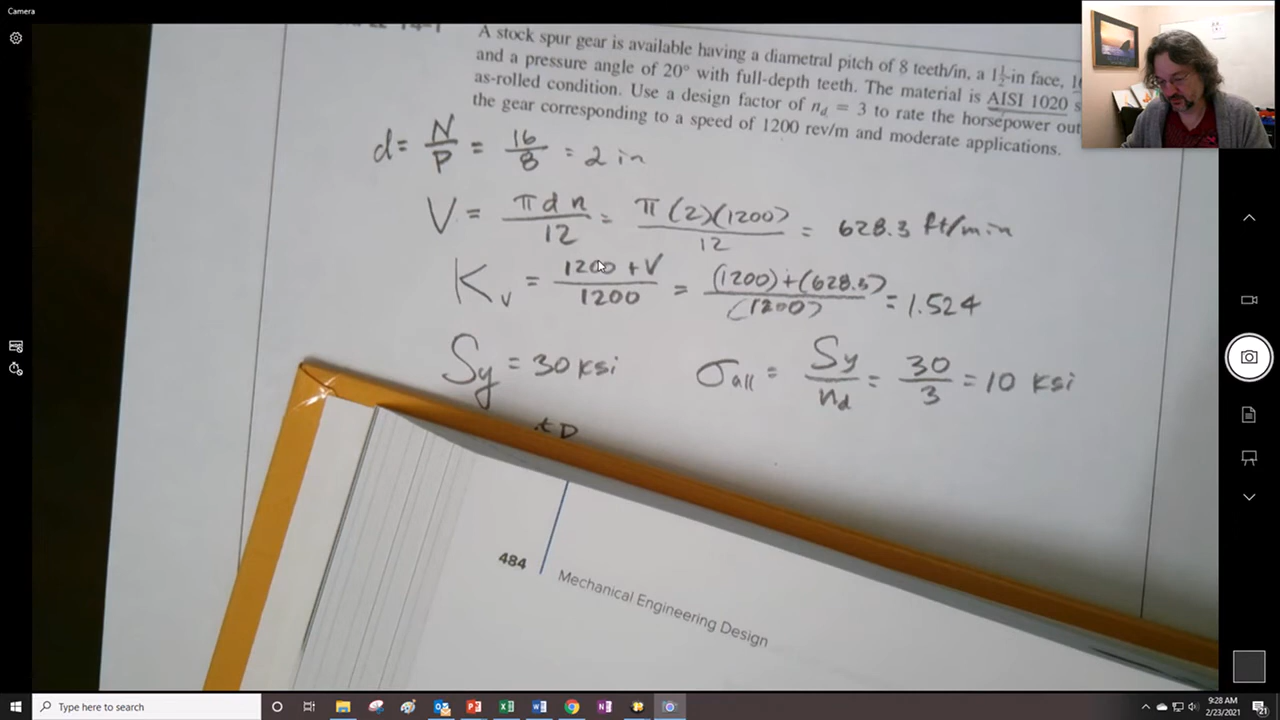 Camera
A stock spur gear is available having a diametral pitch of 8 teeth/in, a 1½-in face,
and a pressure angle of 20° with full-depth teeth. The material is AISI 1020
as-rolled condition. Use a design factor of n_d = 3 to rate the horsepower out
the gear corresponding to a speed of 1200 rev/m and moderate applications.
d = N/P = 16/8 = 2 in
V = πdn/12 = π(2)(1200)/12 = 628.3 ft/min
K_v = 1200+V/1200 = (1200)+(628.3)/(1200) = 1.524
S_y = 30 ksi σ_all = S_y/n_d = 30/3 = 10 ksi
484
Mechanical Engineering Design
Type here to search
9:28 AM
2/23/2021
21